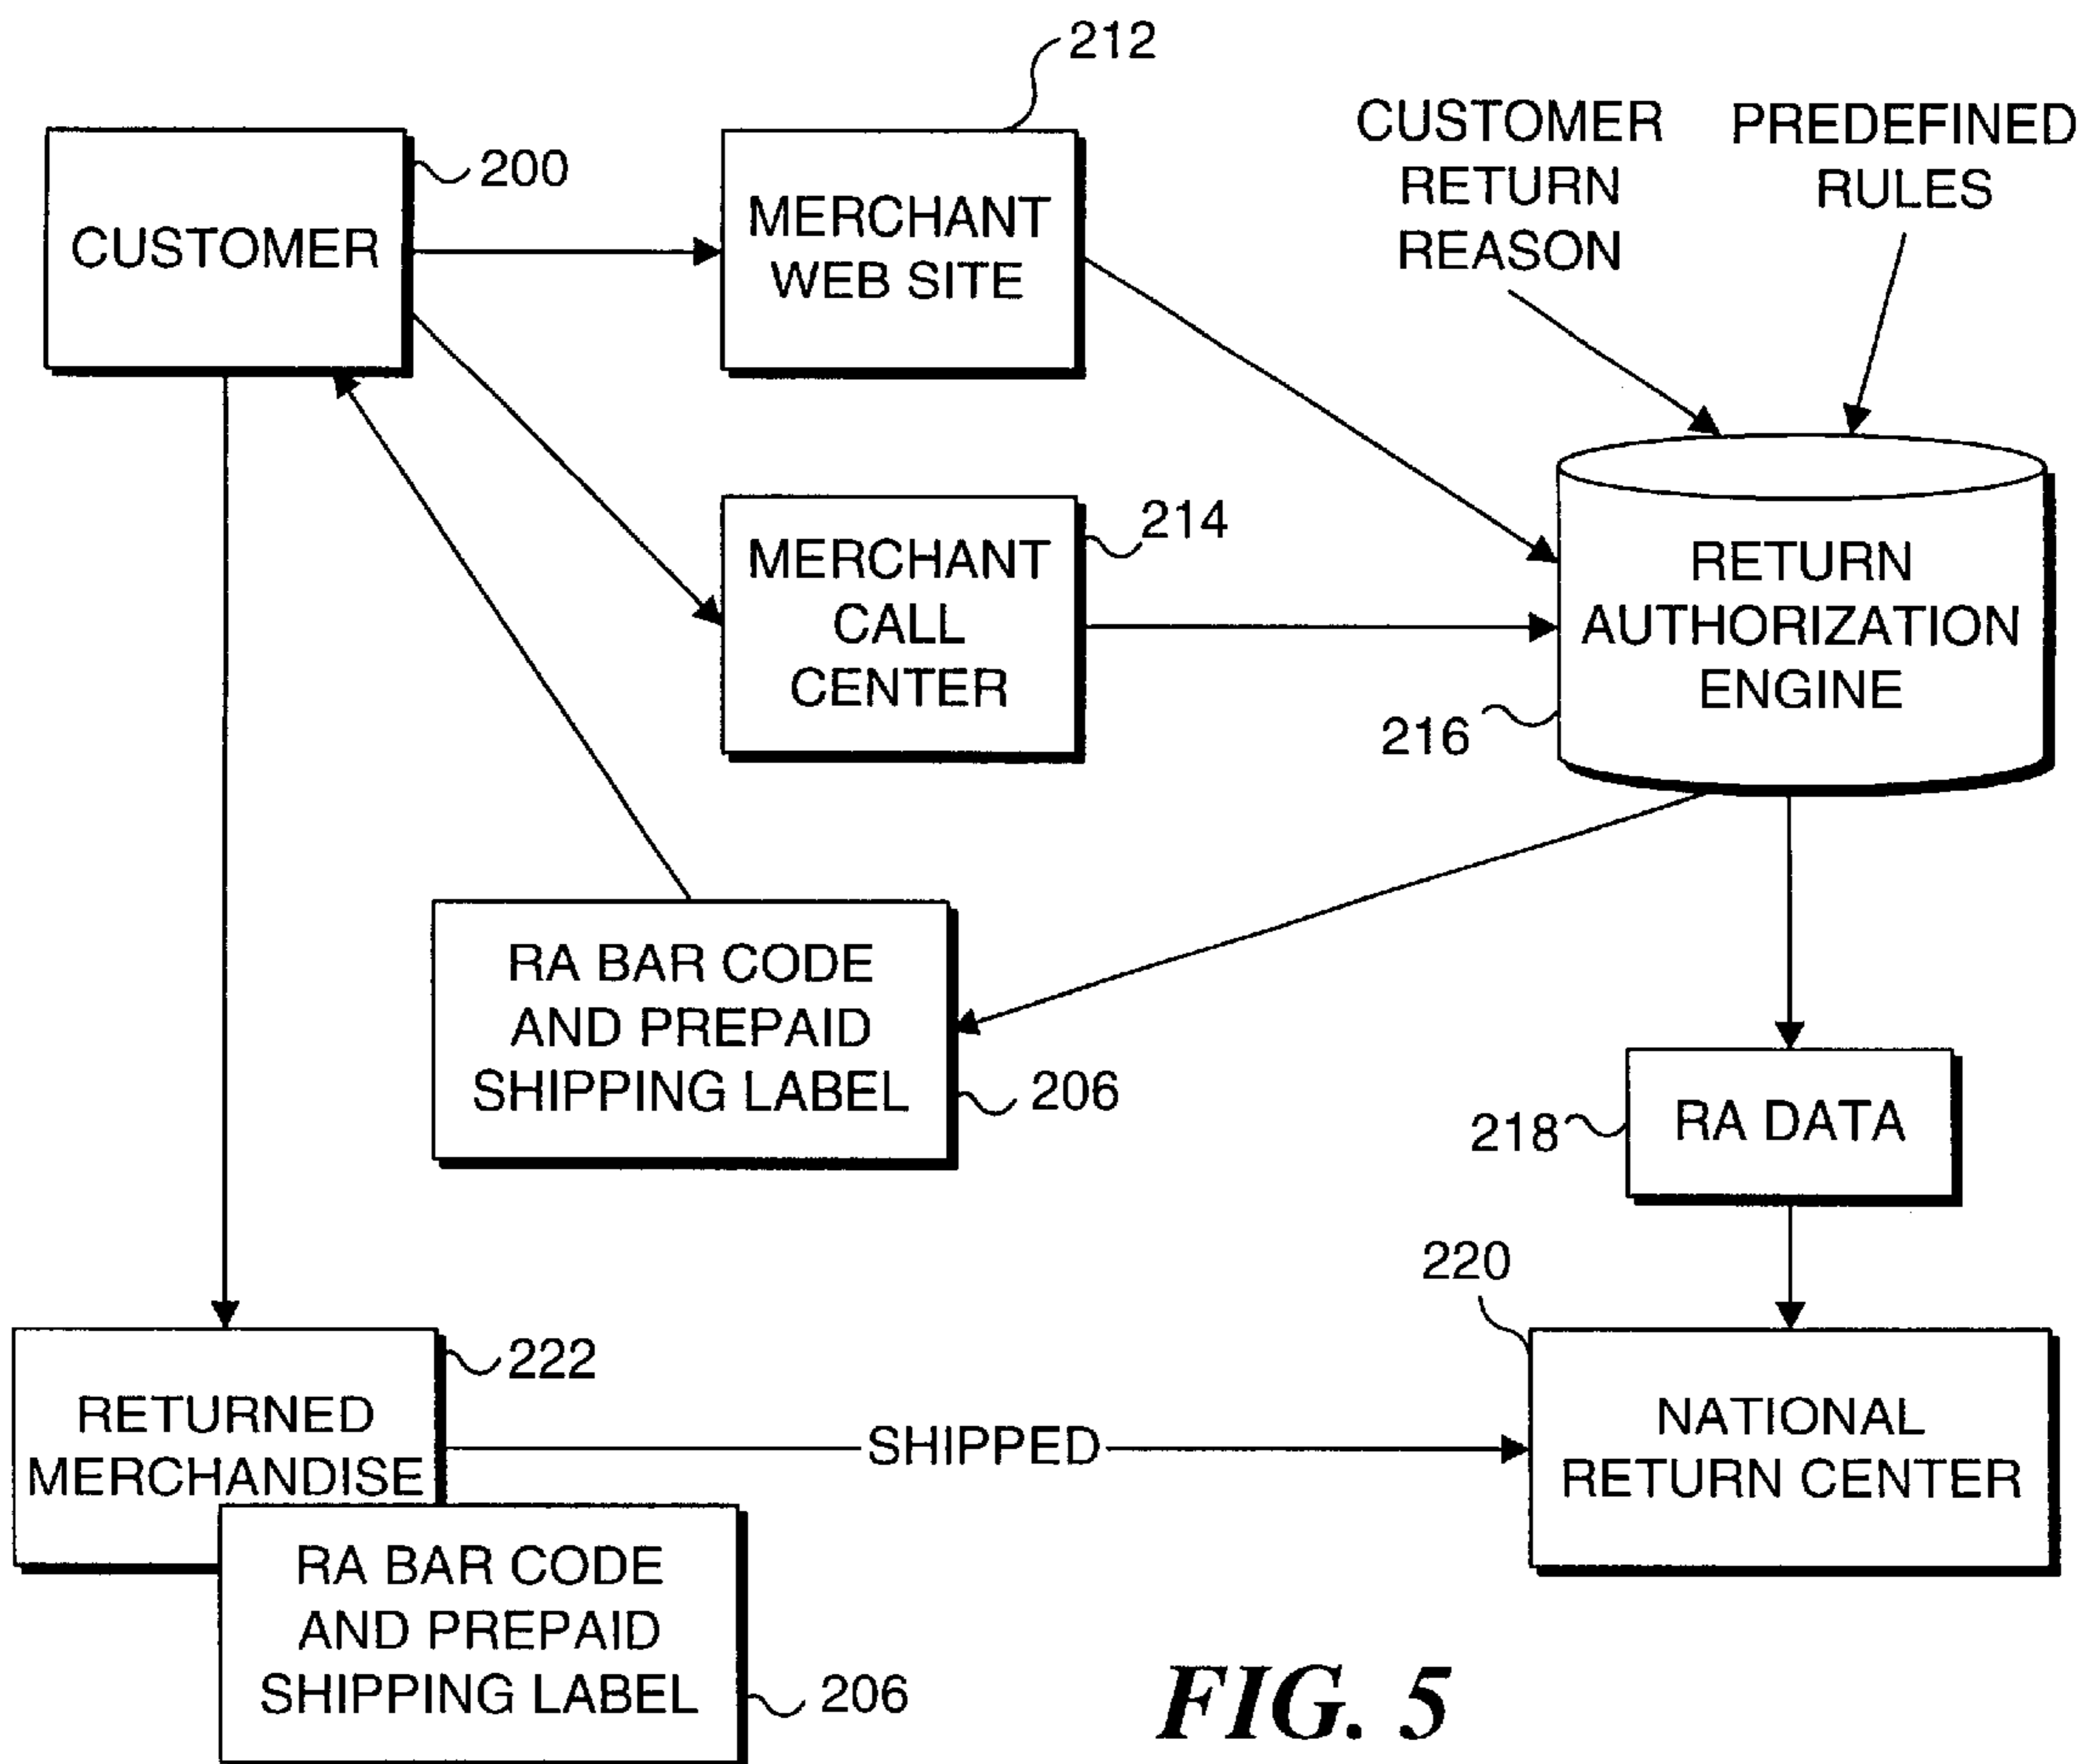 212
CUSTOMER
RETURN
REASON
PREDEFINED
RULES
200
CUSTOMER
MERCHANT
WEB SITE
214
MERCHANT
CALL
CENTER
RETURN
AUTHORIZATION
ENGINE
216
RA BAR CODE
AND PREPAID
SHIPPING LABEL
206
218
RA DATA
220
222
RETURNED
MERCHANDISE
SHIPPED
NATIONAL
RETURN CENTER
RA BAR CODE
AND PREPAID
SHIPPING LABEL
206
FIG. 5